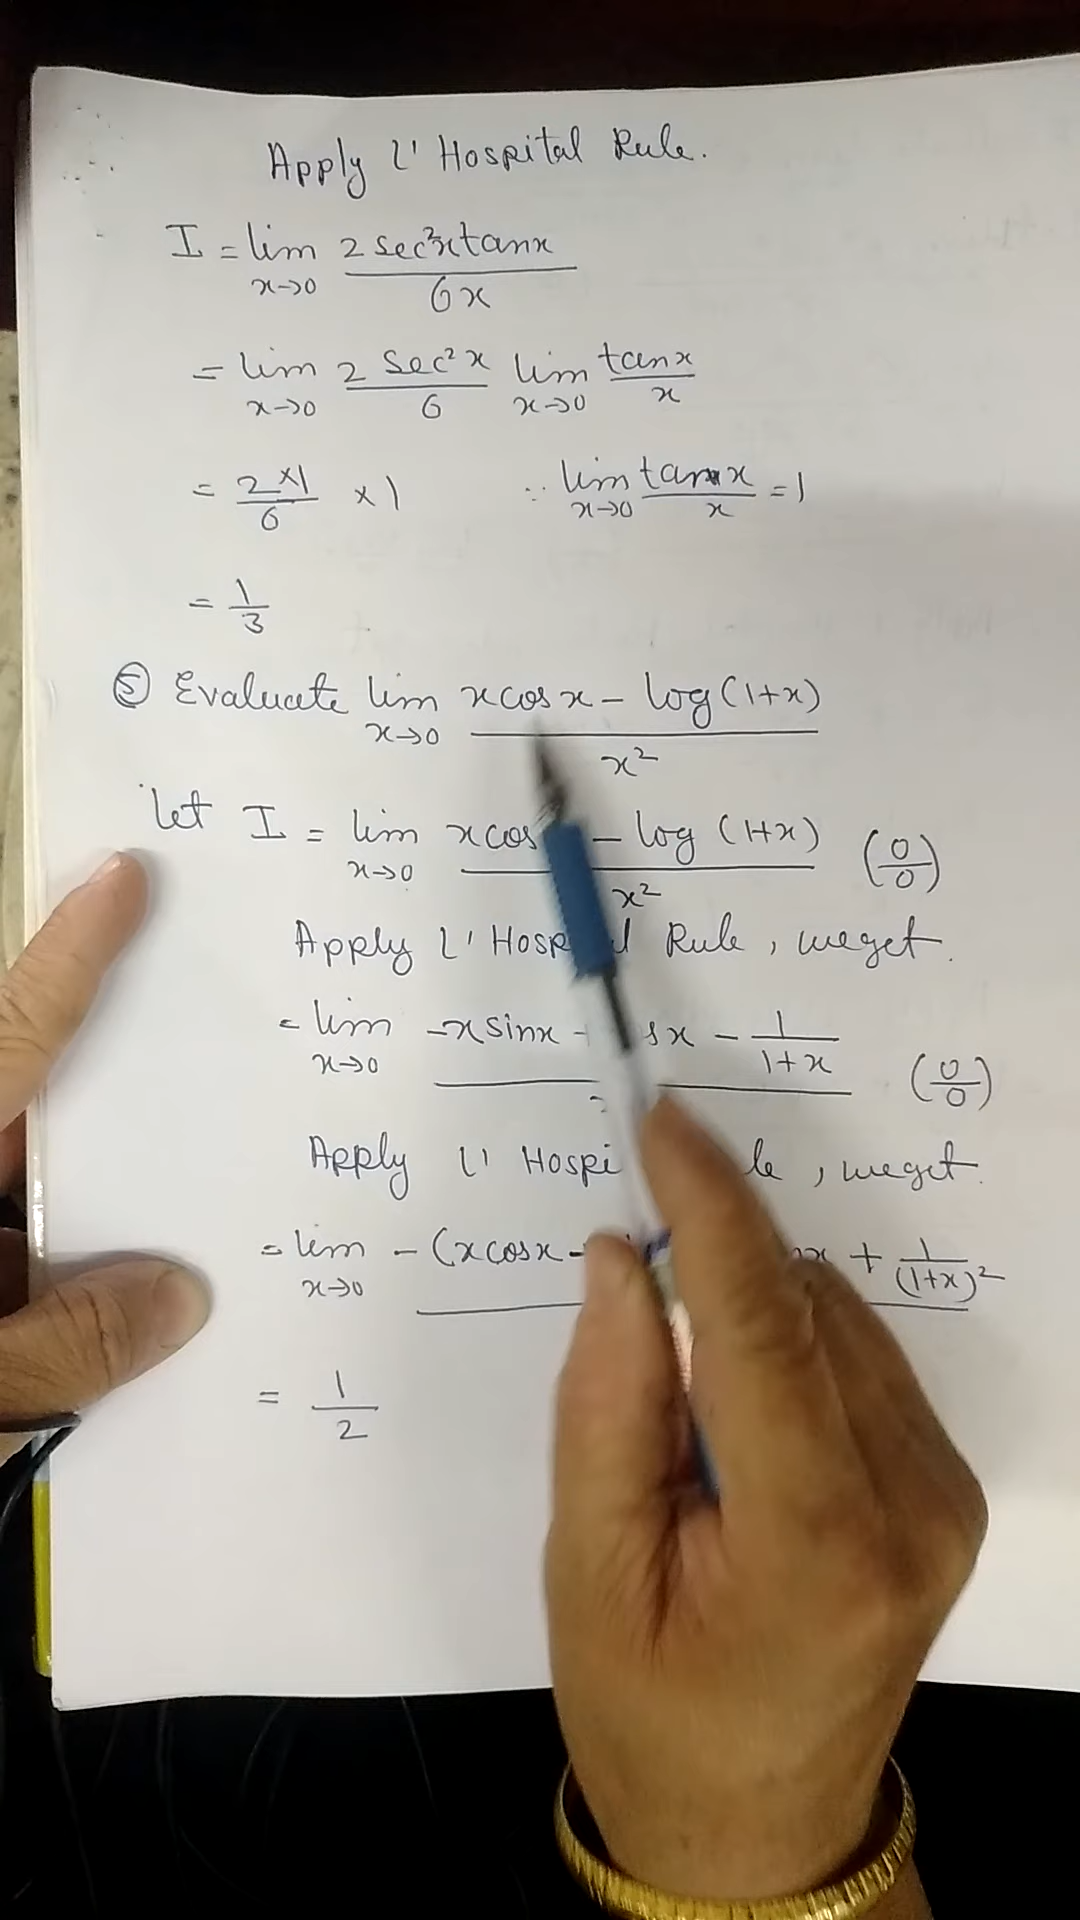 Apply L' Hospital Rule.
I = lim x→0 2 sec²x tanx / 6x
= lim x→0 2 sec²x / 6 lim x→0 tanx / x
= 2×1 / 6 ×1 ∵ lim x→0 tanx / x = 1
= 1/3
⑤ Evaluate lim x→0 xcosx - log(1+x) / x²
Let I = lim x→0 xcos - log(1+x) / x² (0/0)
Apply L' Hosp l Rule, weget.
= lim x→0 -xsinx - sx - 1/(1+x) (0/0)
Apply L' Hospi le, weget.
= lim x→0 -(xcosx x + 1/(1+x)²
= 1/2